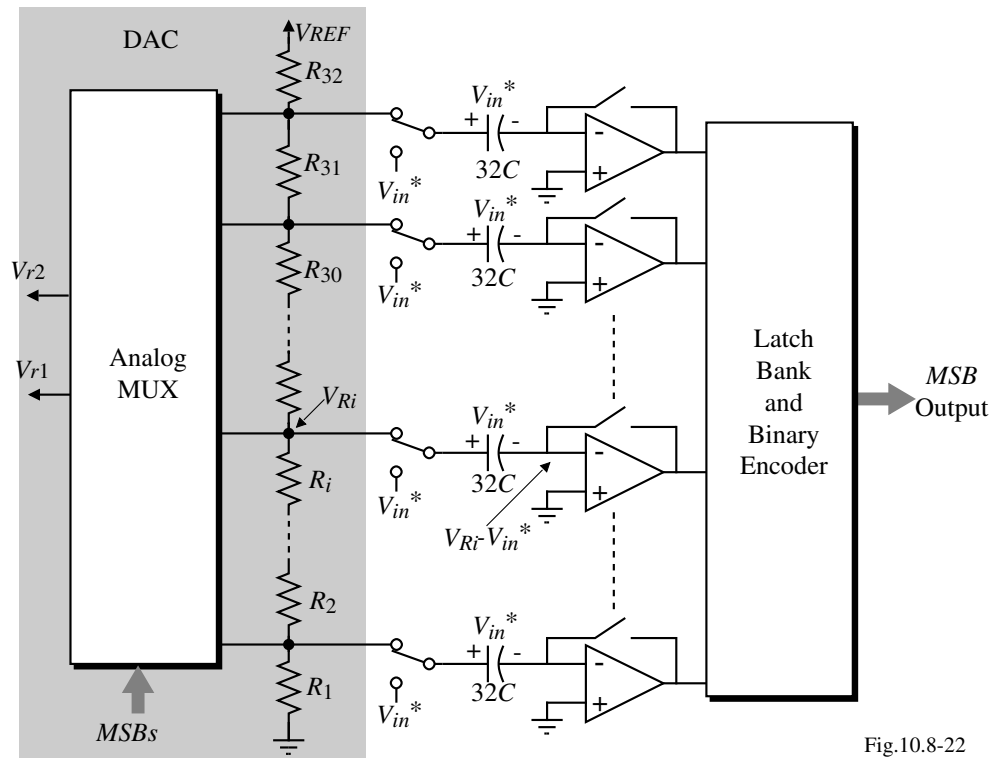 DAC
VREF
R32
Vin*
+ -
-
+
32C
Vin*
R31
Vin*
+ -
-
+
32C
Vin*
R30
Vr2
Vr1
Analog
MUX
VRi
Vin*
+ -
-
+
32C
Vin*
Ri
VRi-Vin*
Latch
Bank
and
Binary
Encoder
MSB
Output
R2
Vin*
+ -
-
+
32C
Vin*
R1
MSBs
Fig.10.8-22